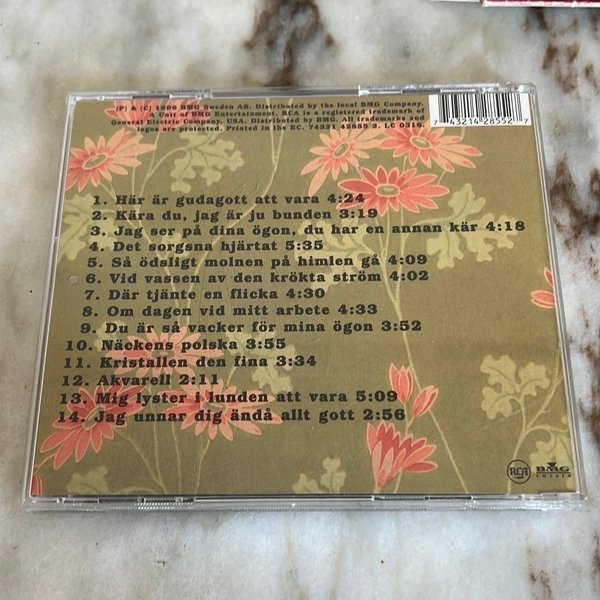 (P) & (C) 1996 BMG Sweden AB. Distributed by the local BMG Company.
A Unit of BMG Entertainment. RCA is a registered trademark of
General Electric Company, USA. Distributed by BMG. All trademarks and
logos are protected. Printed in the EC. 74321 42855 2. LC 0316.
7 43214 28552 7
1. Här är gudagott att vara 4:24
2. Kära du, jag är ju bunden 3:19
3. Jag ser på dina ögon, du har en annan kär 4:18
4. Det sorgsna hjärtat 5:35
5. Så ödsligt molnen på himlen gå 4:09
6. Vid vassen av den krökta ström 4:02
7. Där tjänte en flicka 4:30
8. Om dagen vid mitt arbete 4:33
9. Du är så vacker för mina ögon 3:52
10. Näckens polska 3:55
11. Kristallen den fina 3:34
12. Akvarell 2:11
13. Mig lyster i lunden att vara 5:09
14. Jag unnar dig ändå allt gott 2:56
RCA BMG